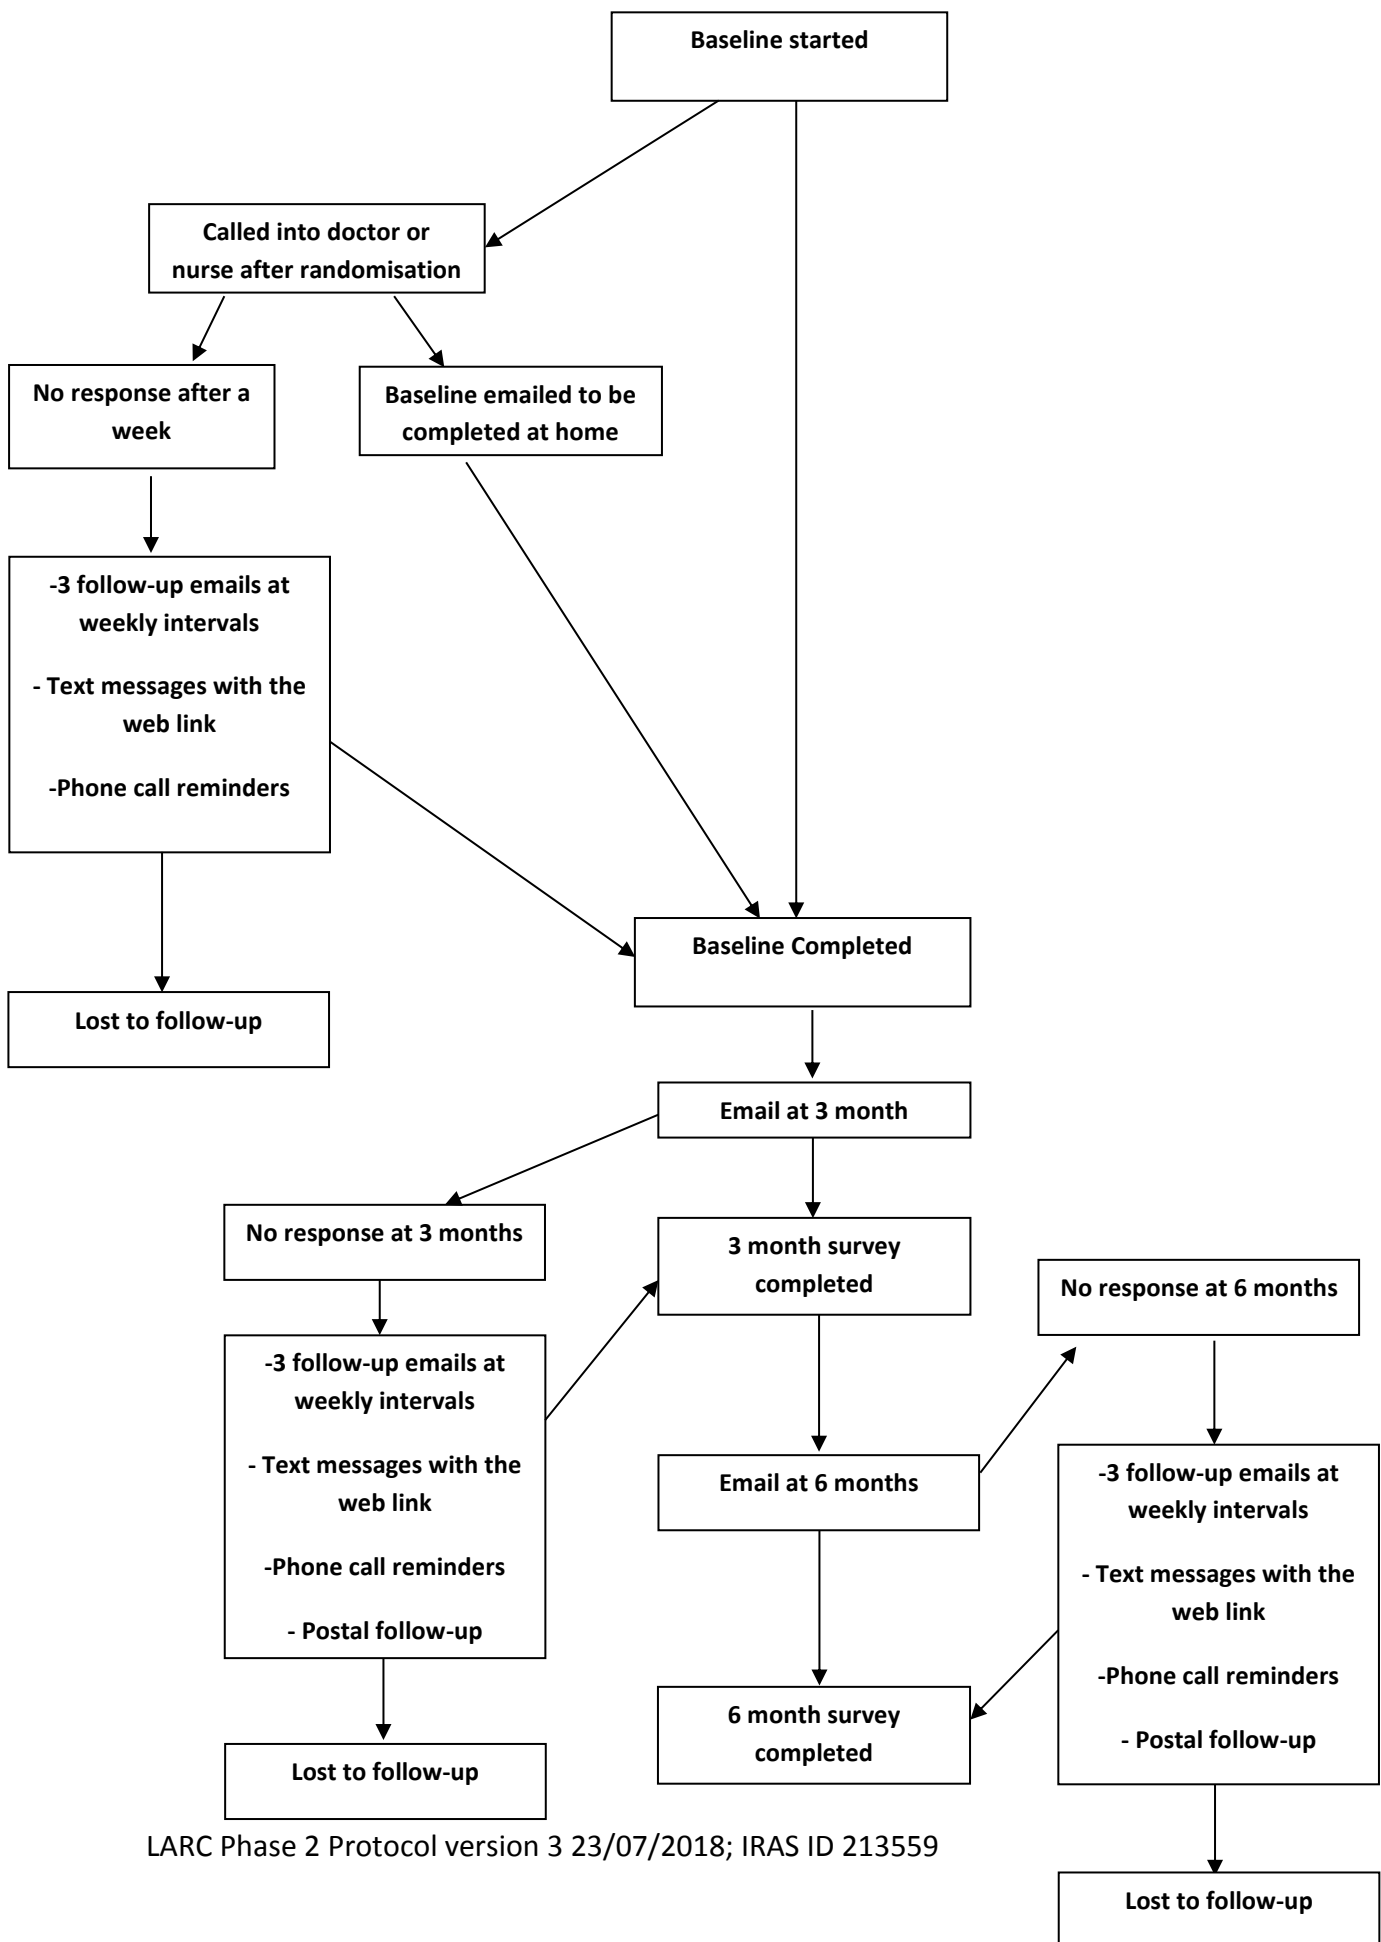 Baseline started
Called into doctor or
nurse after randomisation
No response after a
week
Baseline emailed to be
completed at home
-3 follow-up emails at
weekly intervals
- Text messages with the
web link
-Phone call reminders
Baseline Completed
Lost to follow-up
Email at 3 month
No response at 3 months
3 month survey
completed
No response at 6 months
-3 follow-up emails at
weekly intervals
- Text messages with the
web link
-Phone call reminders
- Postal follow-up
Email at 6 months
-3 follow-up emails at
weekly intervals
- Text messages with the
web link
-Phone call reminders
- Postal follow-up
6 month survey
completed
Lost to follow-up
LARC Phase 2 Protocol version 3 23/07/2018; IRAS ID 213559
Lost to follow-up